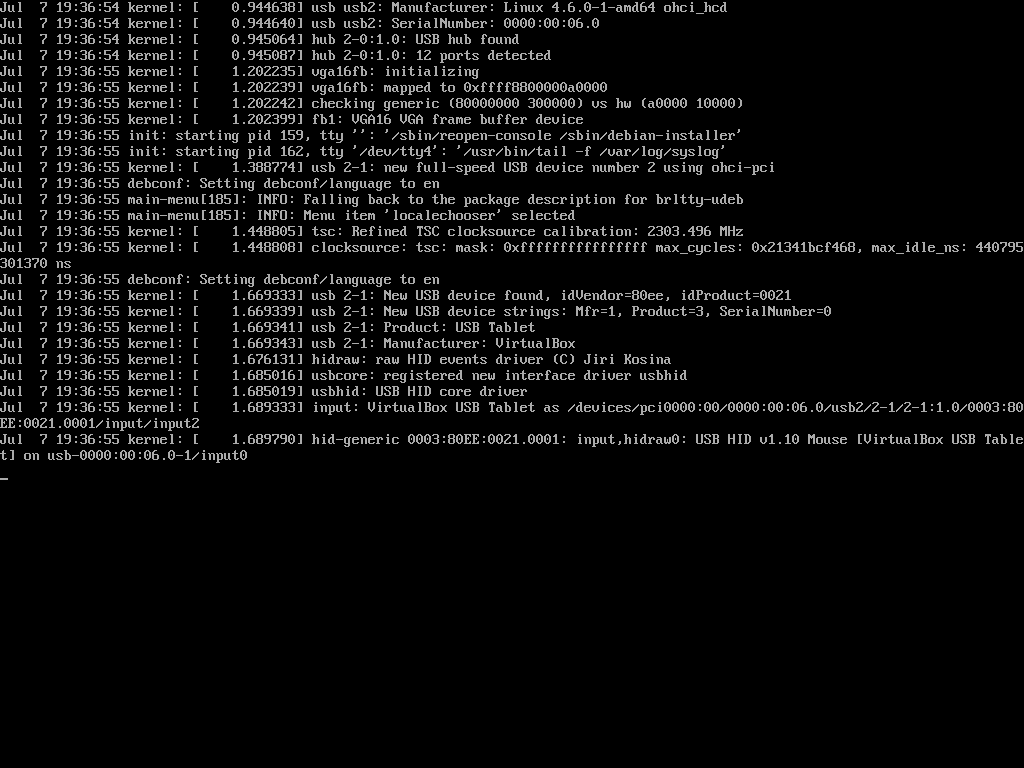 Jul  7 19:36:54 kernel: [    0.944638] usb usb2: Manufacturer: Linux 4.6.0-1-amd64 ohci_hcd
Jul  7 19:36:54 kernel: [    0.944640] usb usb2: SerialNumber: 0000:00:06.0
Jul  7 19:36:54 kernel: [    0.945064] hub 2-0:1.0: USB hub found
Jul  7 19:36:54 kernel: [    0.945087] hub 2-0:1.0: 12 ports detected
Jul  7 19:36:55 kernel: [    1.202235] vga16fb: initializing
Jul  7 19:36:55 kernel: [    1.202239] vga16fb: mapped to 0xffff8800000a0000
Jul  7 19:36:55 kernel: [    1.202242] checking generic (80000000 300000) vs hw (a0000 10000)
Jul  7 19:36:55 kernel: [    1.202399] fb1: VGA16 VGA frame buffer device
Jul  7 19:36:55 init: starting pid 159, tty '': '/sbin/reopen-console /sbin/debian-installer'
Jul  7 19:36:55 init: starting pid 162, tty '/dev/tty4': '/usr/bin/tail -f /var/log/syslog'
Jul  7 19:36:55 kernel: [    1.388774] usb 2-1: new full-speed USB device number 2 using ohci-pci
Jul  7 19:36:55 debconf: Setting debconf/language to en
Jul  7 19:36:55 main-menu[185]: INFO: Falling back to the package description for brltty-udeb
Jul  7 19:36:55 main-menu[185]: INFO: Menu item 'localechooser' selected
Jul  7 19:36:55 kernel: [    1.448805] tsc: Refined TSC clocksource calibration: 2303.496 MHz
Jul  7 19:36:55 kernel: [    1.448808] clocksource: tsc: mask: 0xffffffffffffffff max_cycles: 0x21341bcf468, max_idle_ns: 440795
301370 ns
Jul  7 19:36:55 debconf: Setting debconf/language to en
Jul  7 19:36:55 kernel: [    1.669333] usb 2-1: New USB device found, idVendor=80ee, idProduct=0021
Jul  7 19:36:55 kernel: [    1.669339] usb 2-1: New USB device strings: Mfr=1, Product=3, SerialNumber=0
Jul  7 19:36:55 kernel: [    1.669341] usb 2-1: Product: USB Tablet
Jul  7 19:36:55 kernel: [    1.669343] usb 2-1: Manufacturer: VirtualBox
Jul  7 19:36:55 kernel: [    1.676131] hidraw: raw HID events driver (C) Jiri Kosina
Jul  7 19:36:55 kernel: [    1.685016] usbcore: registered new interface driver usbhid
Jul  7 19:36:55 kernel: [    1.685019] usbhid: USB HID core driver
Jul  7 19:36:55 kernel: [    1.689333] input: VirtualBox USB Tablet as /devices/pci0000:00/0000:00:06.0/usb2/2-1/2-1:1.0/0003:80
EE:0021.0001/input/input2
Jul  7 19:36:55 kernel: [    1.689790] hid-generic 0003:80EE:0021.0001: input,hidraw0: USB HID v1.10 Mouse [VirtualBox USB Table
t] on usb-0000:00:06.0-1/input0